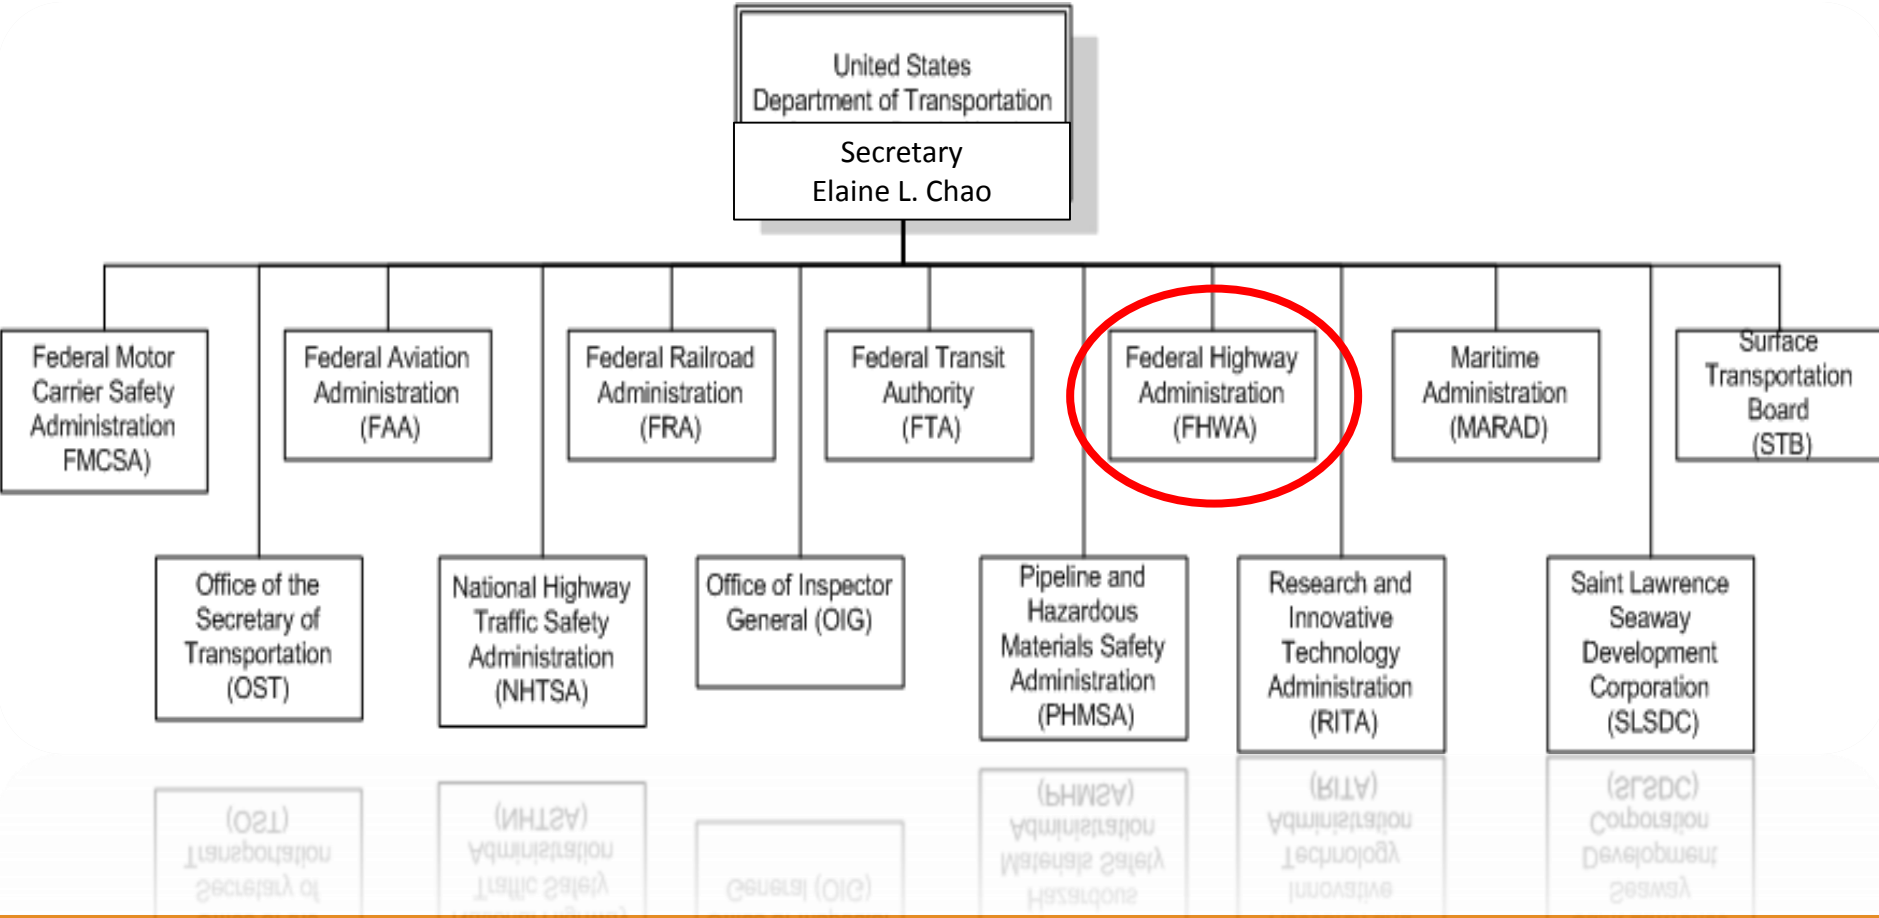 United States
Department of Transportation
Secretary
Elaine L. Chao
Federal Motor
Carrier Safety
Administration
FMCSA)
Federal Aviation
Administration
(FAA)
Federal Railroad
Administration
(FRA)
Federal Transit
Authority
(FTA)
Federal Highway
Administration
(FHWA)
Maritime
Administration
(MARAD)
Surface
Transportation
Board
(STB)
Office of the
Secretary of
Transportation
(OST)
National Highway
Traffic Safety
Administration
(NHTSA)
Office of Inspector
General (OIG)
Pipeline and
Hazardous
Materials Safety
Administration
(PHMSA)
Research and
Innovative
Technology
Administration
(RITA)
Saint Lawrence
Seaway
Development
Corporation
(SLSDC)